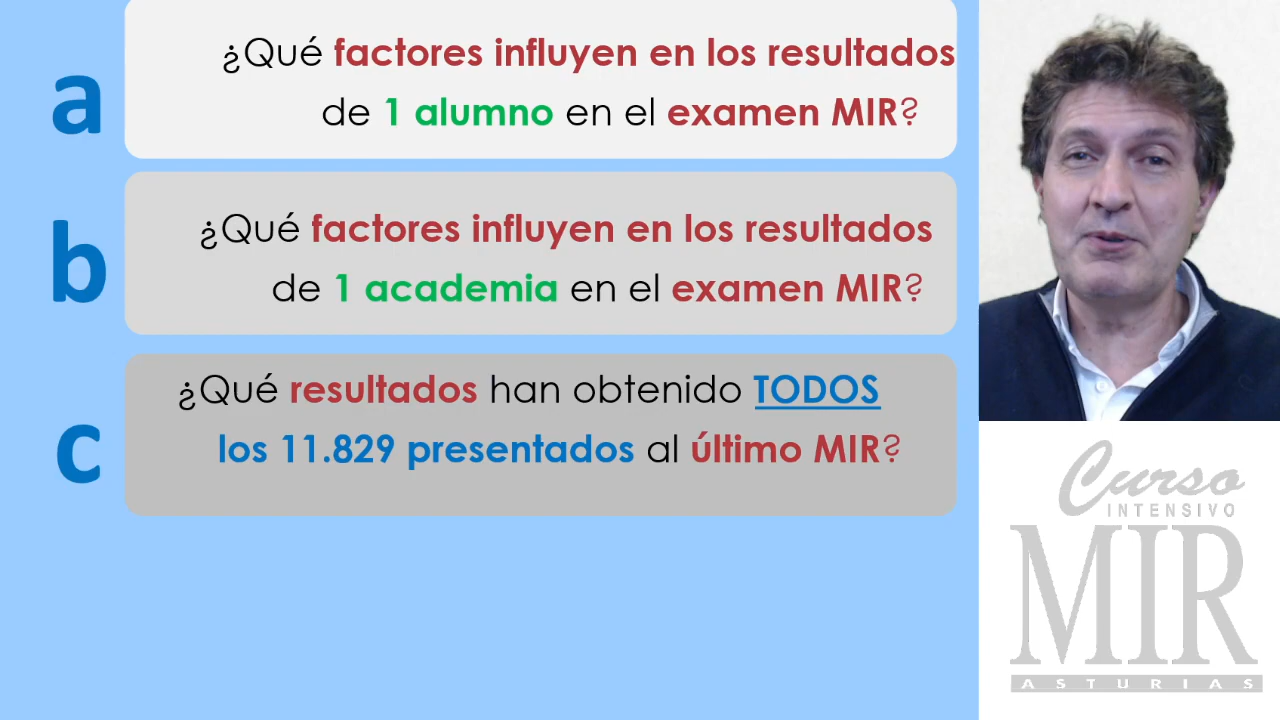 a
¿Qué factores influyen en los resultados
de 1 alumno en el examen MIR?
b
¿Qué factores influyen en los resultados
de 1 academia en el examen MIR?
c
¿Qué resultados han obtenido TODOS
los 11.829 presentados al último MIR?
Curso
INTENSIVO
MIR
ASTURIAS